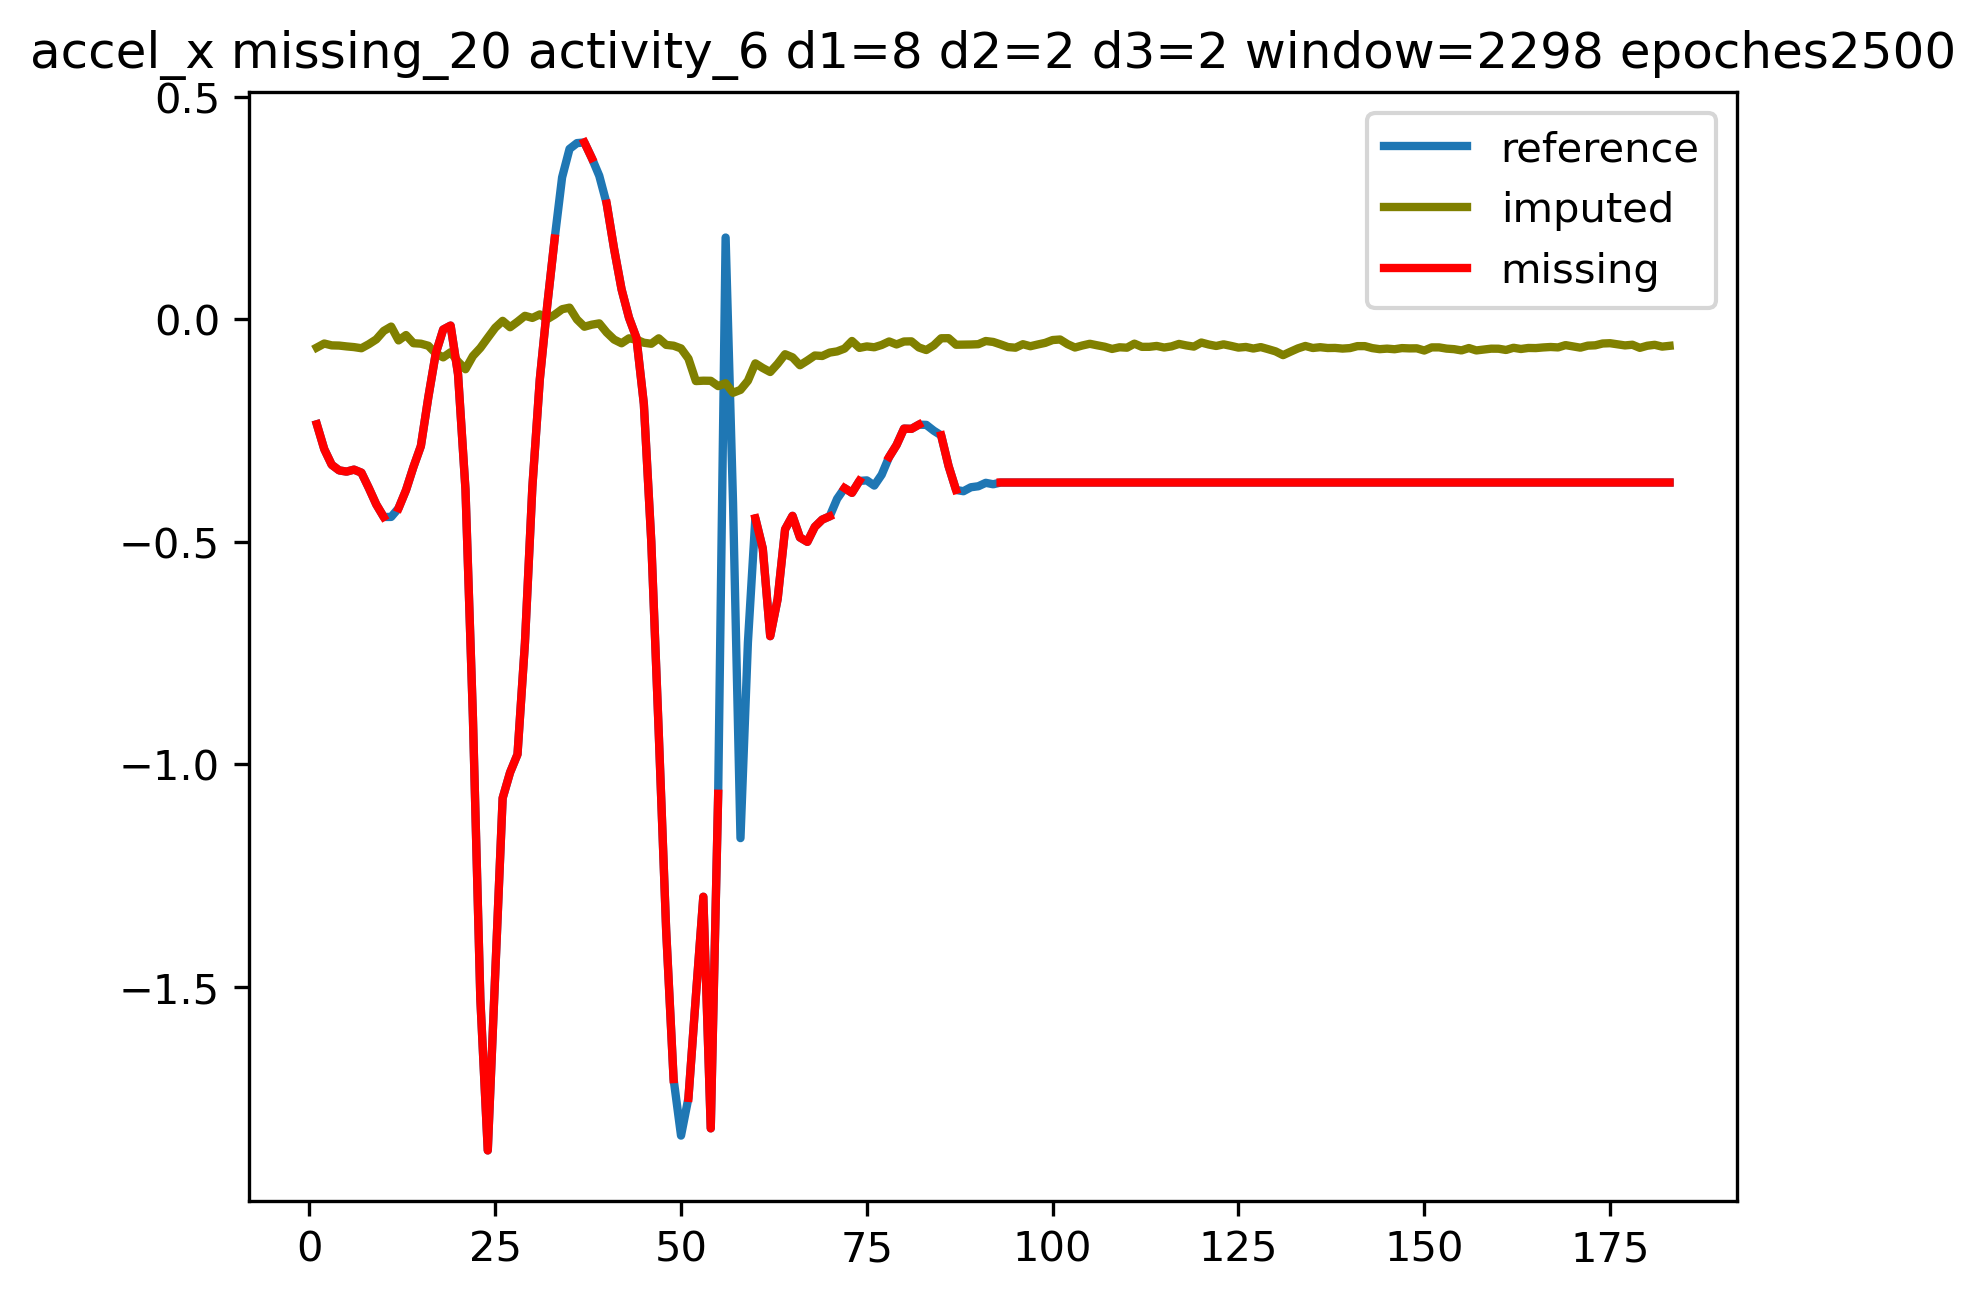 accel_x missing_20 activity_6 d1=8 d2=2 d3=2 window=2298 epoches2500
reference
imputed
missing
0.5
0.0
−0.5
−1.0
−1.5
0 25 50 75 100 125 150 175